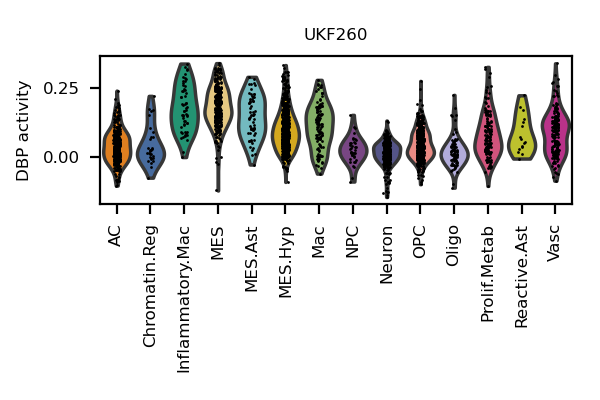 UKF260
DBP activity
0.25
0.00
AC
Chromatin.Reg
Inflammatory.Mac
MES
MES.Ast
MES.Hyp
Mac
NPC
Neuron
OPC
Oligo
Prolif.Metab
Reactive.Ast
Vasc